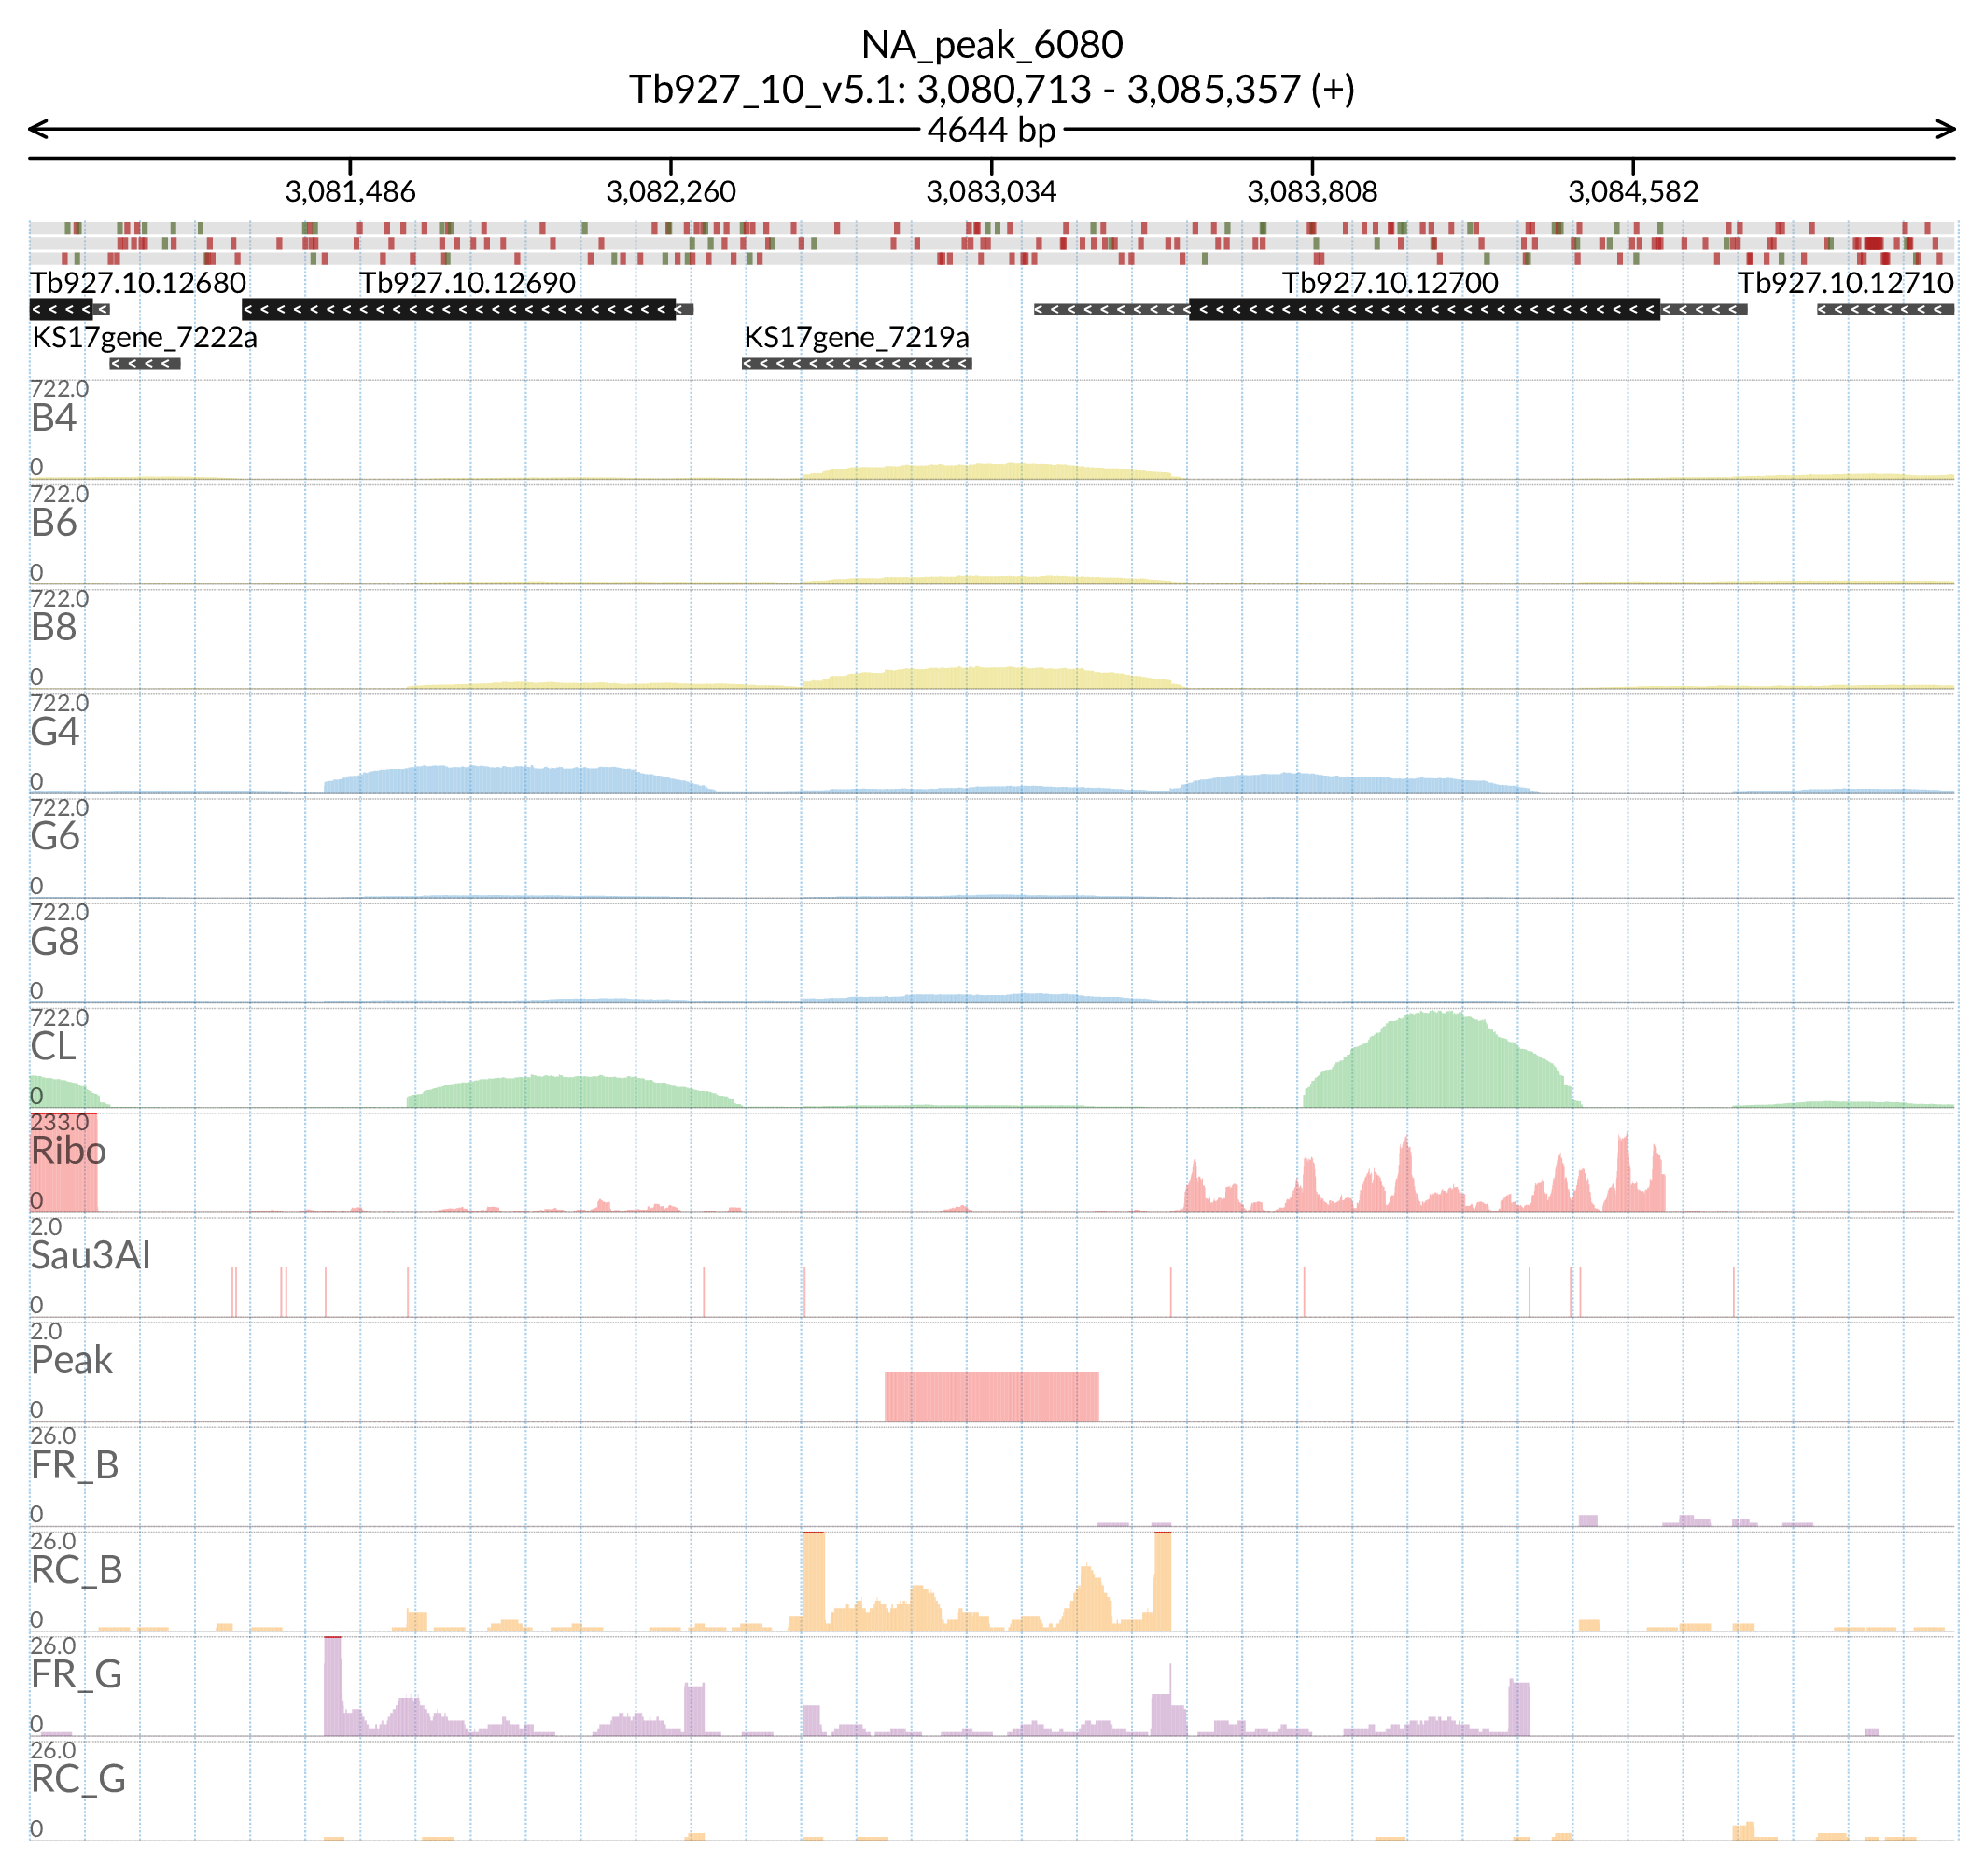 NA_peak_6080
Tb927_10_v5.1: 3,080,713 - 3,085,357 (+)
4644 bp
3,081,486 3,082,260 3,083,034 3,083,808 3,084,582
Tb927.10.12680 Tb927.10.12690 Tb927.10.12700 Tb927.10.12710
KS17gene_7222a KS17gene_7219a
722.0
B4
0
722.0
B6
0
722.0
B8
0
722.0
G4
0
722.0
G6
0
722.0
G8
0
722.0
CL
0
233.0
Ribo
0
2.0
Sau3AI
0
2.0
Peak
0
26.0
FR_B
0
26.0
RC_B
0
26.0
FR_G
0
26.0
RC_G
0